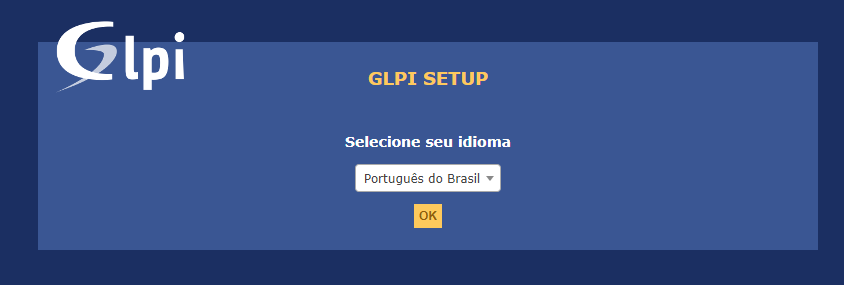 Glpi
GLPI SETUP
Selecione seu idioma
Português do Brasil
OK